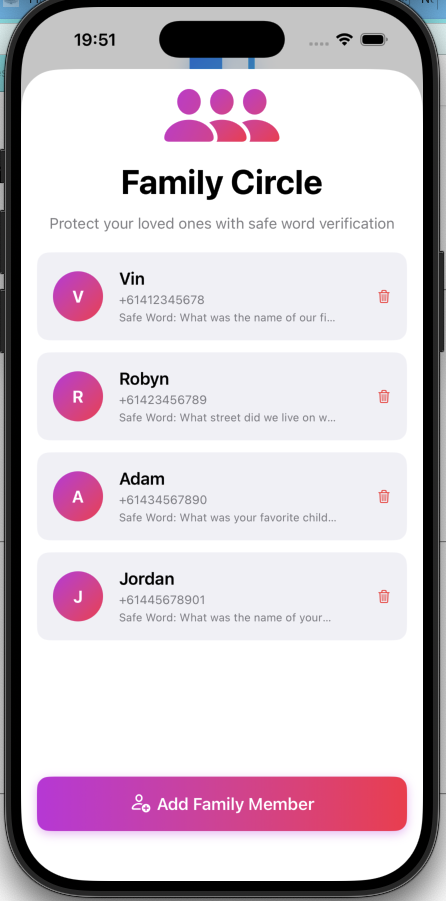 19:51
Family Circle
Protect your loved ones with safe word verification
V
Vin
+61412345678
Safe Word: What was the name of our fi...
R
Robyn
+61423456789
Safe Word: What street did we live on w...
A
Adam
+61434567890
Safe Word: What was your favorite child...
J
Jordan
+61445678901
Safe Word: What was the name of your...
Add Family Member